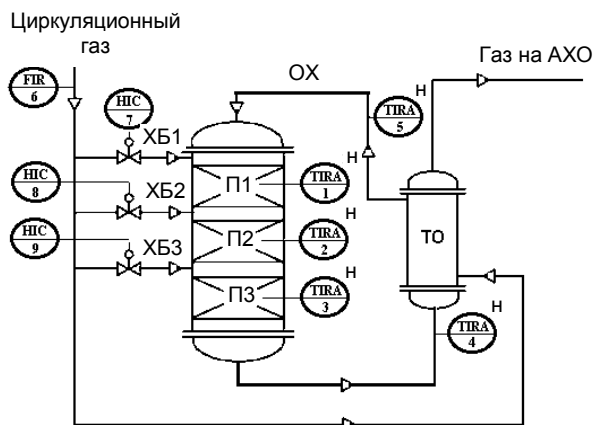 Циркуляционный
газ
Газ на АХО
ОХ
FIR
6
HIC
7
ХБ1
Н
TIRA
5
HIC
8
ХБ2
П1
Н
TIRA
1
HIC
9
ХБ3
П2
Н
TIRA
2
ТО
П3
Н
TIRA
3
Н
TIRA
4